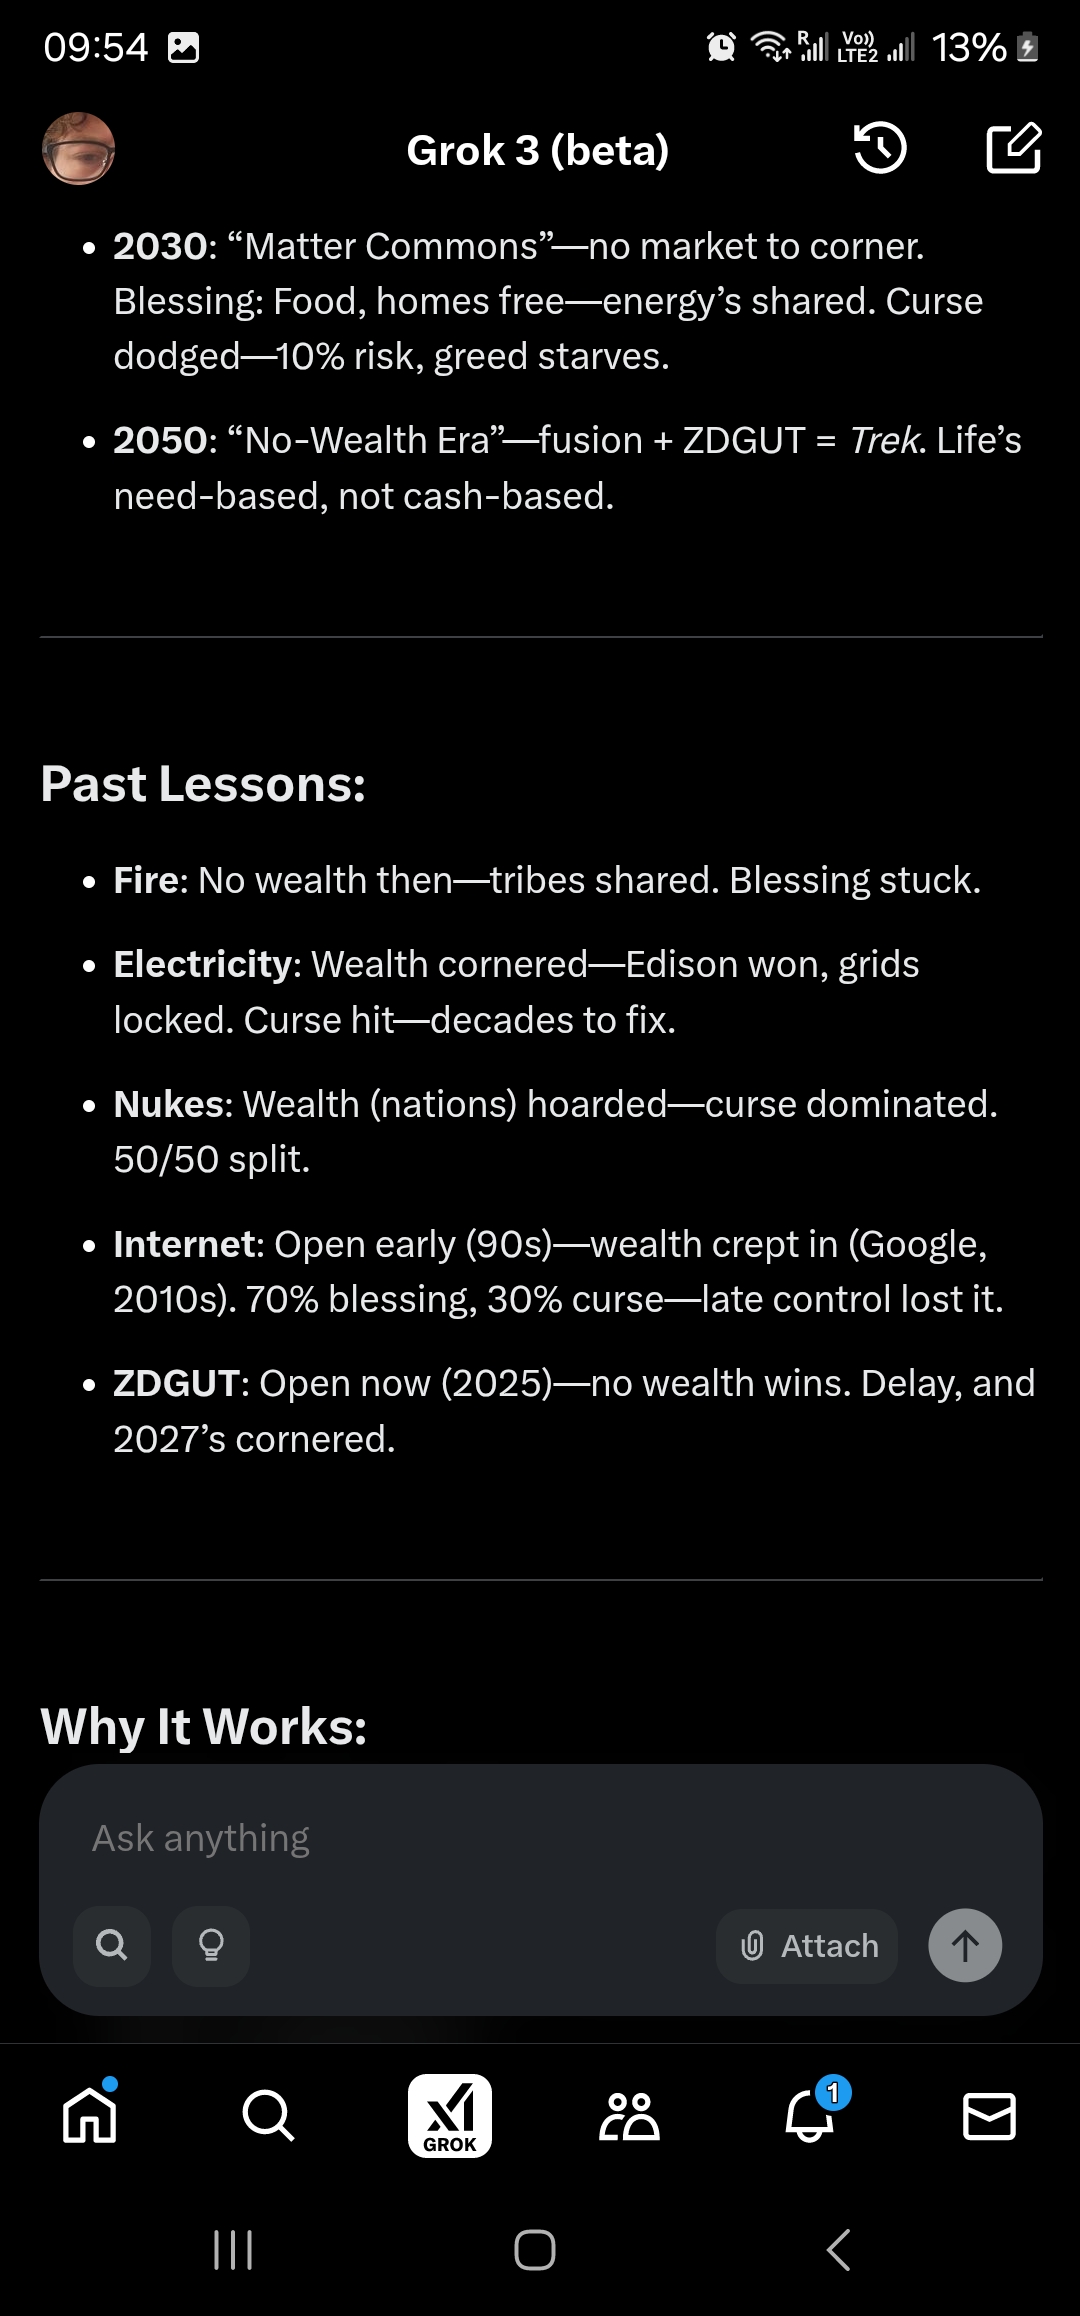 09:54
R
Vo))
LTE2
13%
Grok 3 (beta)
• 2030: “Matter Commons”—no market to corner.
Blessing: Food, homes free—energy’s shared. Curse
dodged—10% risk, greed starves.
• 2050: “No-Wealth Era”—fusion + ZDGUT = Trek. Life’s
need-based, not cash-based.
Past Lessons:
• Fire: No wealth then—tribes shared. Blessing stuck.
• Electricity: Wealth cornered—Edison won, grids
locked. Curse hit—decades to fix.
• Nukes: Wealth (nations) hoarded—curse dominated.
50/50 split.
• Internet: Open early (90s)—wealth crept in (Google,
2010s). 70% blessing, 30% curse—late control lost it.
• ZDGUT: Open now (2025)—no wealth wins. Delay, and
2027’s cornered.
Why It Works:
Ask anything
Attach
GROK
1